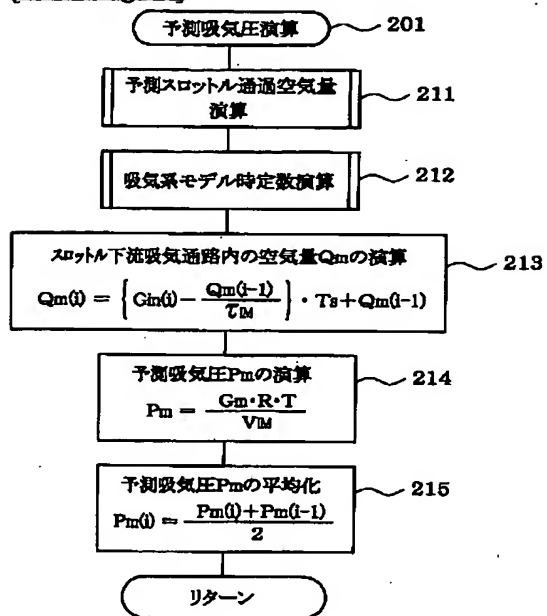 予測吸気圧演算 201
予測スロットル通過空気量
演算 211
吸気系モデル時定数演算 212
スロットル下流吸気通路内の空気量Qmの演算 213
Qm(i) = { Gin(i) − Qm(i-1) / τIM } · Ts + Qm(i-1)
予測吸気圧Pmの演算 214
Pm = Gm·R·T / VIM
予測吸気圧Pmの平均化 215
Pm(i) = Pm(i)+Pm(i-1) / 2
リターン